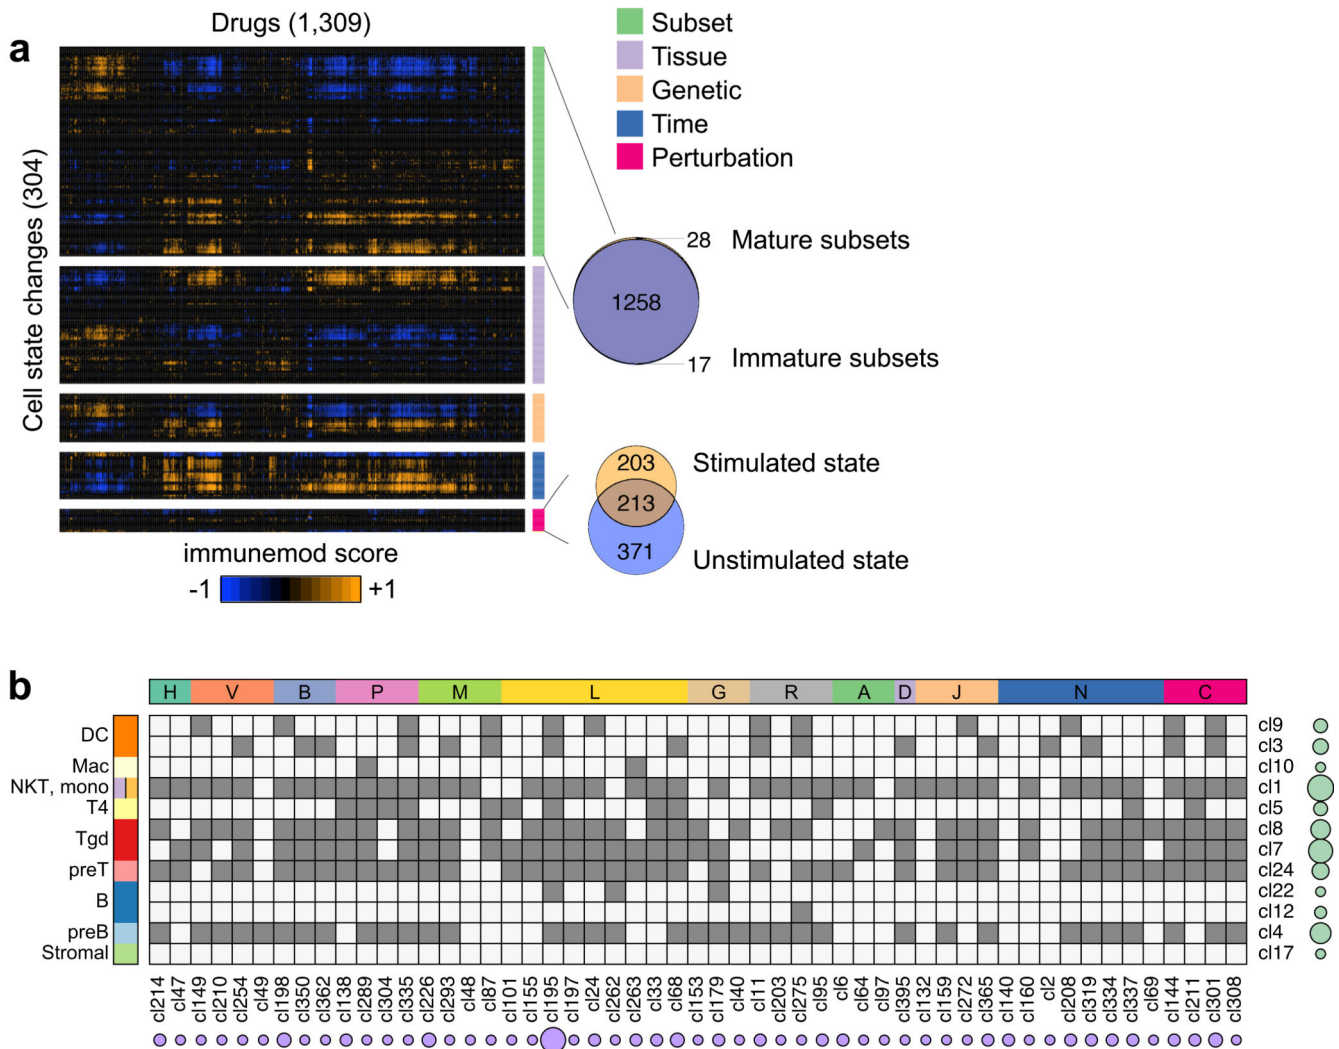 a
Drugs (1,309)
Cell state changes (304)
Subset
Tissue
Genetic
Time
Perturbation
28 Mature subsets
1258
17 Immature subsets
203 Stimulated state
213
371 Unstimulated state
immunemod score
-1 +1
b
H V B P M L G R A D J N C
DC
Mac
NKT, mono
T4
Tgd
preT
B
preB
Stromal
cl9
cl3
cl10
cl1
cl5
cl8
cl7
cl24
cl22
cl12
cl4
cl17
cl214 cl47 cl149 cl210 cl254 cl49 cl198 cl350 cl362 cl138 cl289 cl304 cl335 cl226 cl293 cl48 cl87 cl101 cl155 cl195 cl197 cl24 cl262 cl263 cl33 cl68 cl153 cl179 cl40 cl11 cl203 cl275 cl95 cl6 cl64 cl97 cl395 cl132 cl159 cl272 cl365 cl140 cl160 cl2 cl208 cl319 cl334 cl337 cl69 cl144 cl211 cl301 cl308